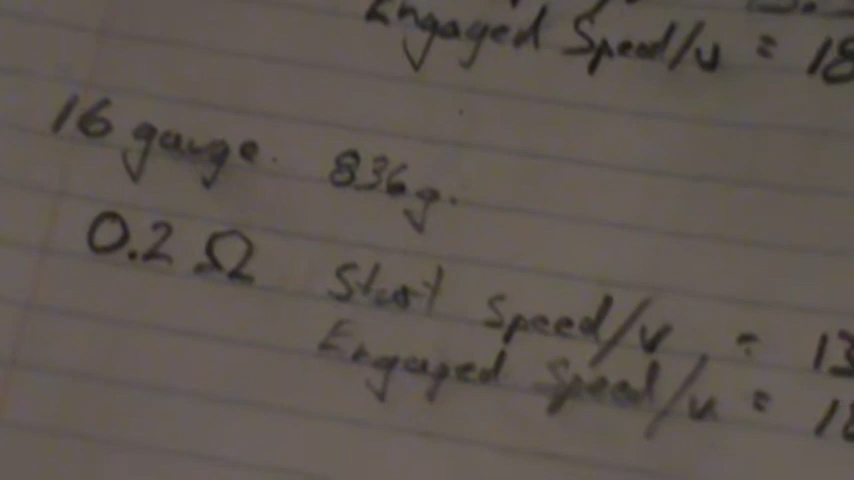 Engaged Speed/v = 18
16 gauge. 836g.
0.2 Ω Start Speed/v = 13
Engaged Speed/v = 18